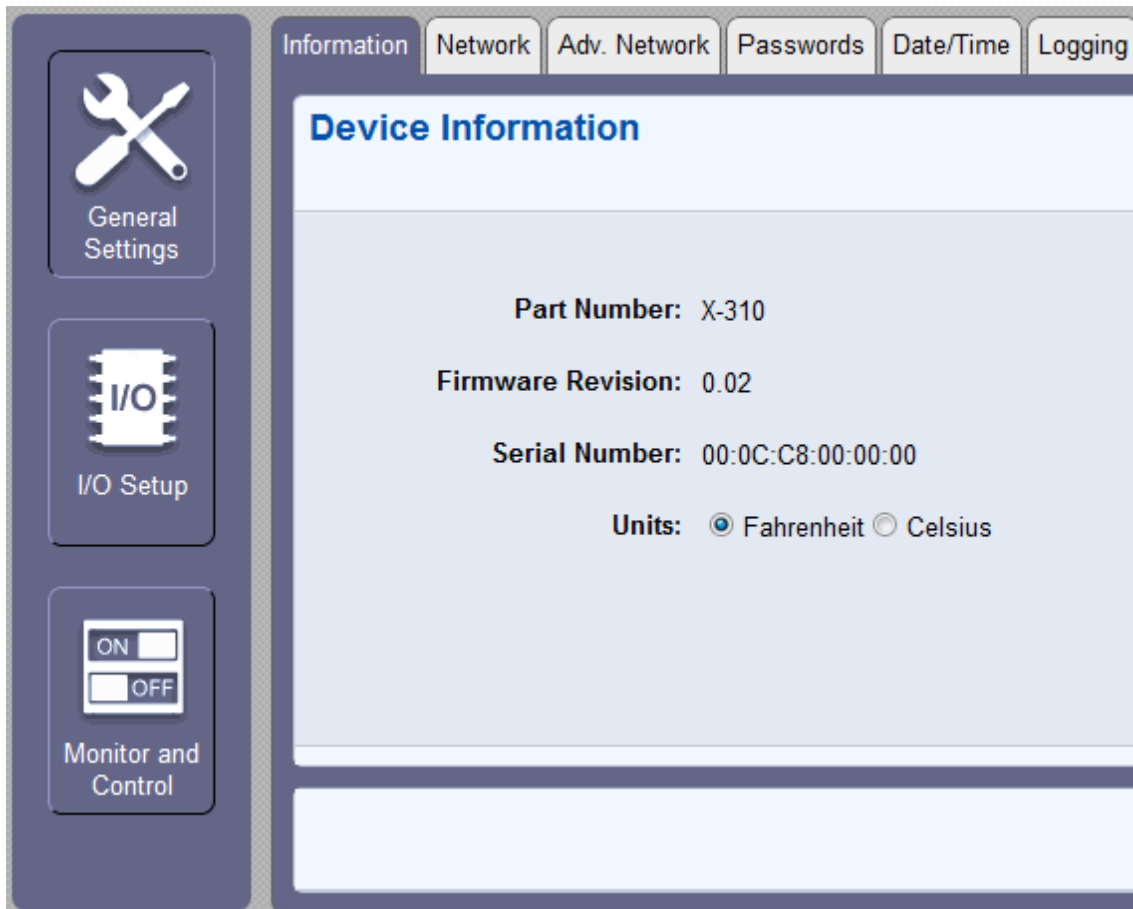 Information Network Adv. Network Passwords Date/Time Logging
General
Settings
I/O
I/O Setup
ON
OFF
Monitor and
Control
Device Information
Part Number: X-310
Firmware Revision: 0.02
Serial Number: 00:0C:C8:00:00:00
Units: Fahrenheit Celsius